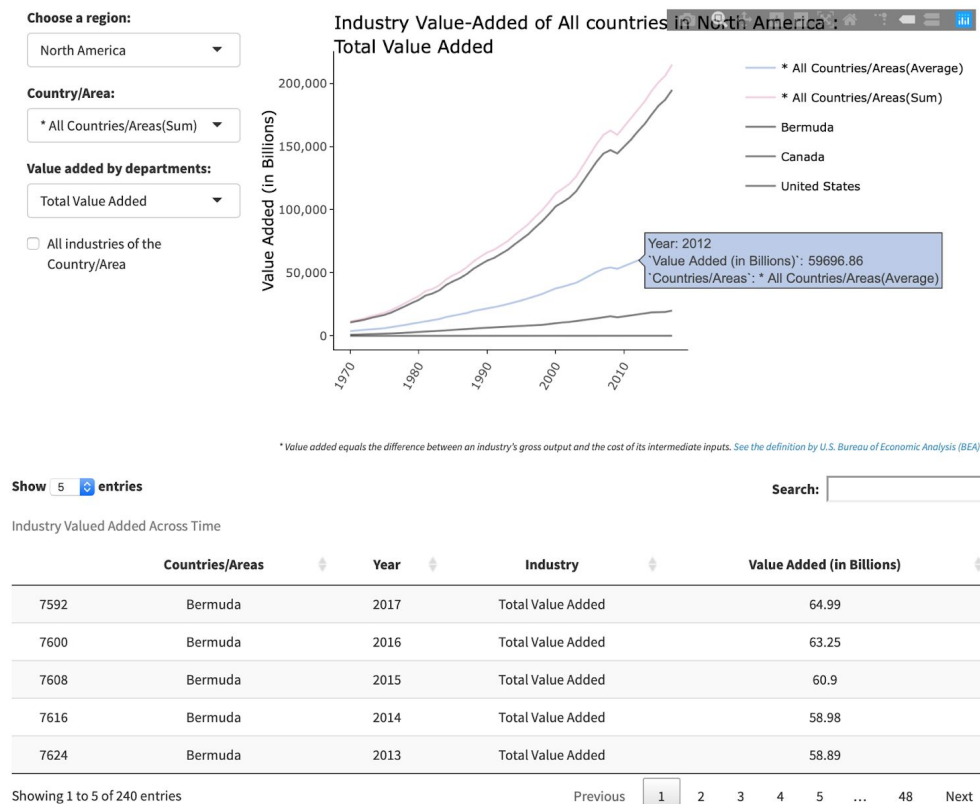 Choose a region:
North America
Country/Area:
* All Countries/Areas(Sum)
Value added by departments:
Total Value Added
All industries of the
Country/Area
Industry Value-Added of All countries in North America :
Total Value Added
Value Added (in Billions)
200,000
150,000
100,000
50,000
0
1970
1980
1990
2000
2010
* All Countries/Areas(Average)
* All Countries/Areas(Sum)
Bermuda
Canada
United States
Year: 2012
`Value Added (in Billions)`: 59696.86
`Countries/Areas`: * All Countries/Areas(Average)
* Value added equals the difference between an industry's gross output and the cost of its intermediate inputs. See the definition by U.S. Bureau of Economic Analysis (BEA)
Show 5 entries
Search:
Industry Valued Added Across Time
Countries/Areas Year Industry Value Added (in Billions)
7592 Bermuda 2017 Total Value Added 64.99
7600 Bermuda 2016 Total Value Added 63.25
7608 Bermuda 2015 Total Value Added 60.9
7616 Bermuda 2014 Total Value Added 58.98
7624 Bermuda 2013 Total Value Added 58.89
Showing 1 to 5 of 240 entries
Previous 1 2 3 4 5 … 48 Next